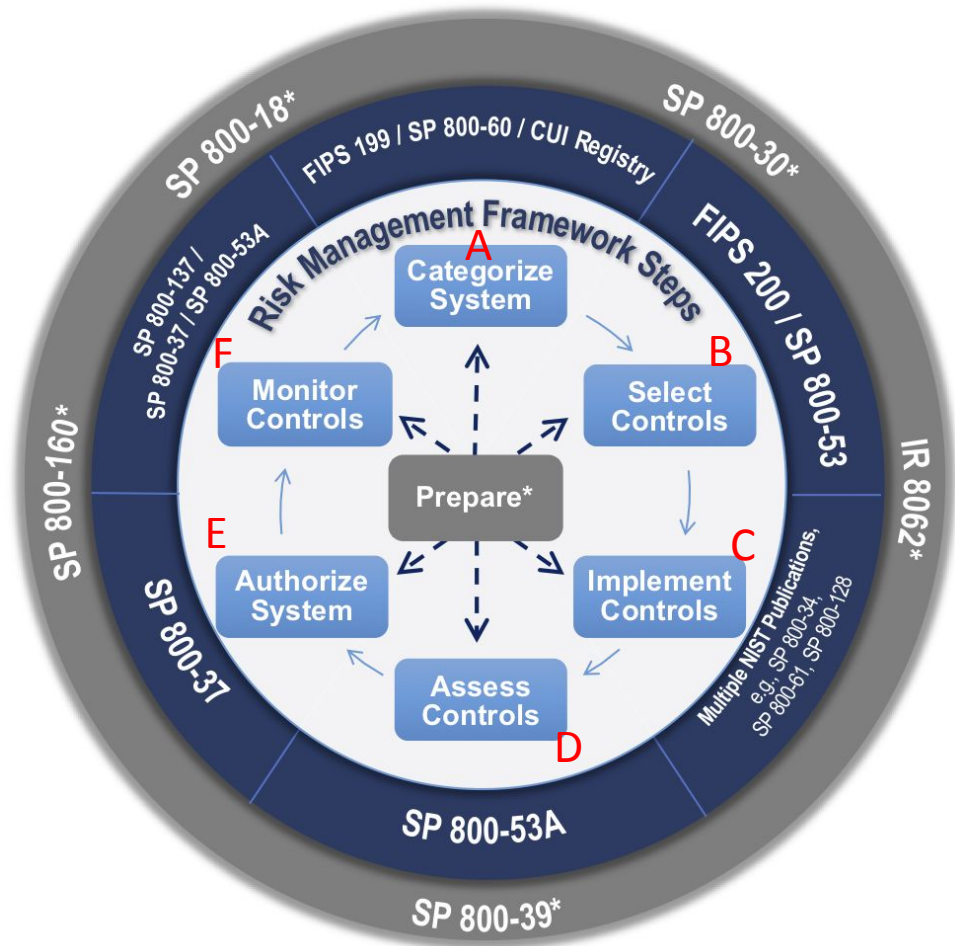 SP 800-18*
SP 800-30*
IR 8062*
SP 800-39*
SP 800-160*
FIPS 199 / SP 800-60 / CUI Registry
FIPS 200 / SP 800-53
Multiple NIST Publications,
e.g., SP 800-34,
SP 800-61, SP 800-128
SP 800-53A
SP 800-37
SP 800-137 /
SP 800-37 / SP 800-53A
Risk Management Framework Steps
A
Categorize
System
B
Select
Controls
C
Implement
Controls
D
Assess
Controls
E
Authorize
System
F
Monitor
Controls
Prepare*